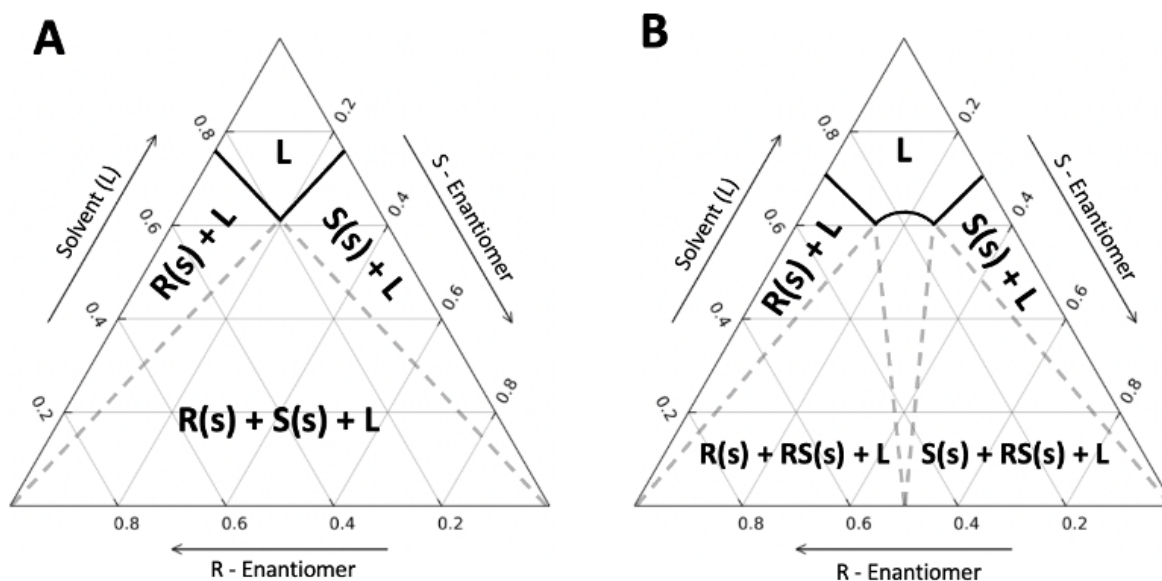 A
0.8
0.2
L
Solvent (L)
S - Enantiomer
0.6
0.4
R(s) + L
S(s) + L
0.4
0.6
0.2
0.8
R(s) + S(s) + L
0.8
0.6
0.4
0.2
R - Enantiomer
B
0.8
0.2
L
Solvent (L)
S - Enantiomer
0.6
0.4
R(s) + L
S(s) + L
0.4
0.6
0.2
0.8
R(s) + RS(s) + L
S(s) + RS(s) + L
0.8
0.6
0.4
0.2
R - Enantiomer